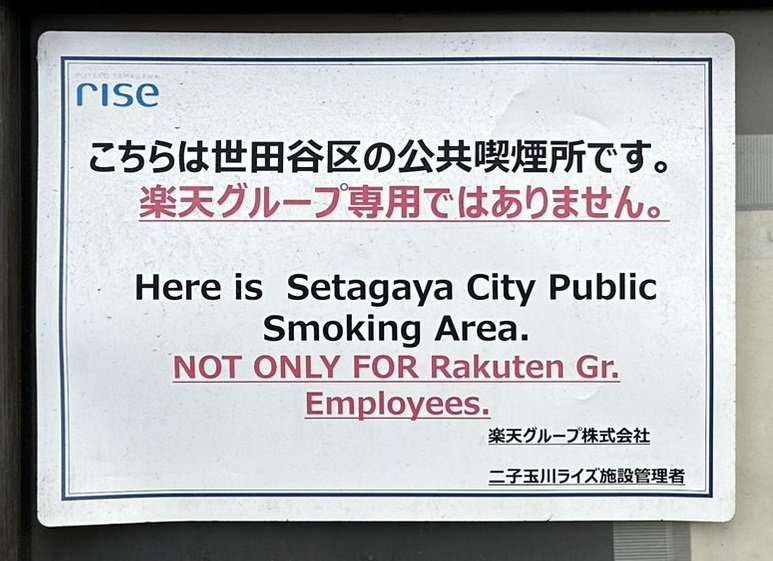 FUTAKO TAMAGAWA
rise
こちらは世田谷区の公共喫煙所です。
楽天グループ専用ではありません。
Here is Setagaya City Public
Smoking Area.
NOT ONLY FOR Rakuten Gr.
Employees.
楽天グループ株式会社
二子玉川ライズ施設管理者